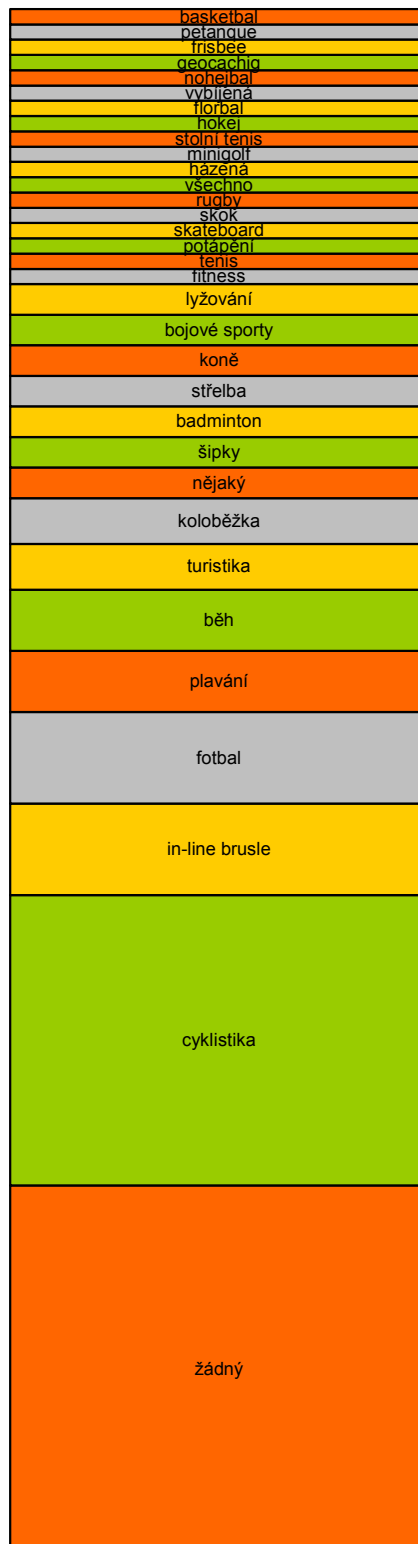 basketbal
petanque
frisbee
geocachig
nohejbal
vybíjená
florbal
hokej
stolní tenis
minigolf
házená
všechno
rugby
skok
skateboard
potápění
tenis
fitness
lyžování
bojové sporty
koně
střelba
badminton
šipky
nějaký
koloběžka
turistika
běh
plavání
fotbal
in-line brusle
cyklistika
žádný